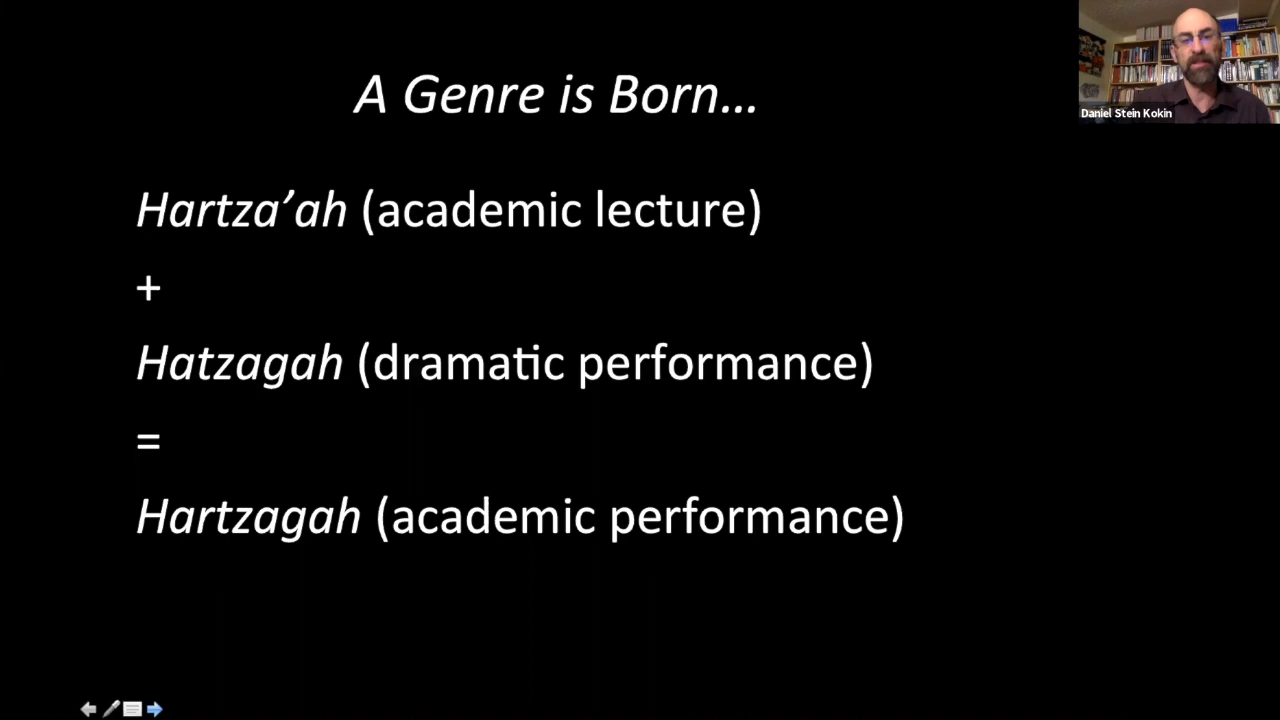 A Genre is Born...
Daniel Stein Kokin
Hartza’ah (academic lecture)
+
Hatzagah (dramatic performance)
=
Hartzagah (academic performance)